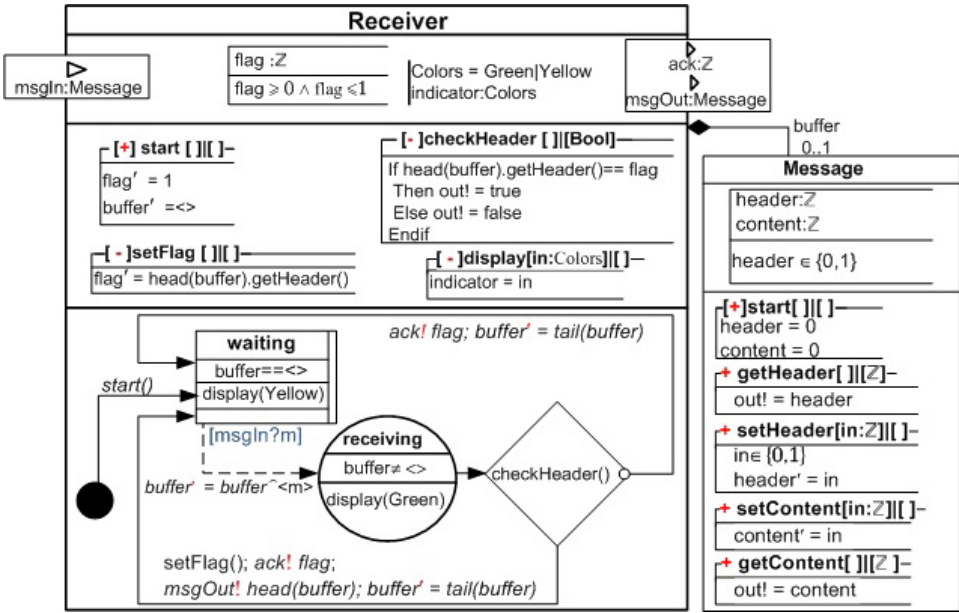 Receiver
msgIn:Message
flag :ℤ
flag ⩾ 0 ∧ flag ⩽1
Colors = Green|Yellow
indicator:Colors
ack:ℤ
msgOut:Message
buffer
0..1
[+] start [ ]|[ ]
flag′ = 1
buffer′ =<>
[-]checkHeader [ ]|[Bool]
If head(buffer).getHeader()== flag
Then out! = true
Else out! = false
Endif
[-]setFlag [ ]|[ ]
flag′ = head(buffer).getHeader()
[-]display[in:Colors]|[ ]
indicator = in
ack! flag; buffer′ = tail(buffer)
waiting
buffer==<>
display(Yellow)
start()
[msgIn?m]
buffer′ = buffer⁀<m>
receiving
buffer≠ <>
display(Green)
checkHeader()
setFlag(); ack! flag;
msgOut! head(buffer); buffer′ = tail(buffer)
Message
header:ℤ
content:ℤ
header ∈ {0,1}
[+]start[ ]|[ ]
header = 0
content = 0
+ getHeader[ ]|[ℤ]
out! = header
+ setHeader[in:ℤ]|[ ]
in∈ {0,1}
header′ = in
+ setContent[in:ℤ]|[ ]
content′ = in
+ getContent[ ]|[ℤ ]
out! = content